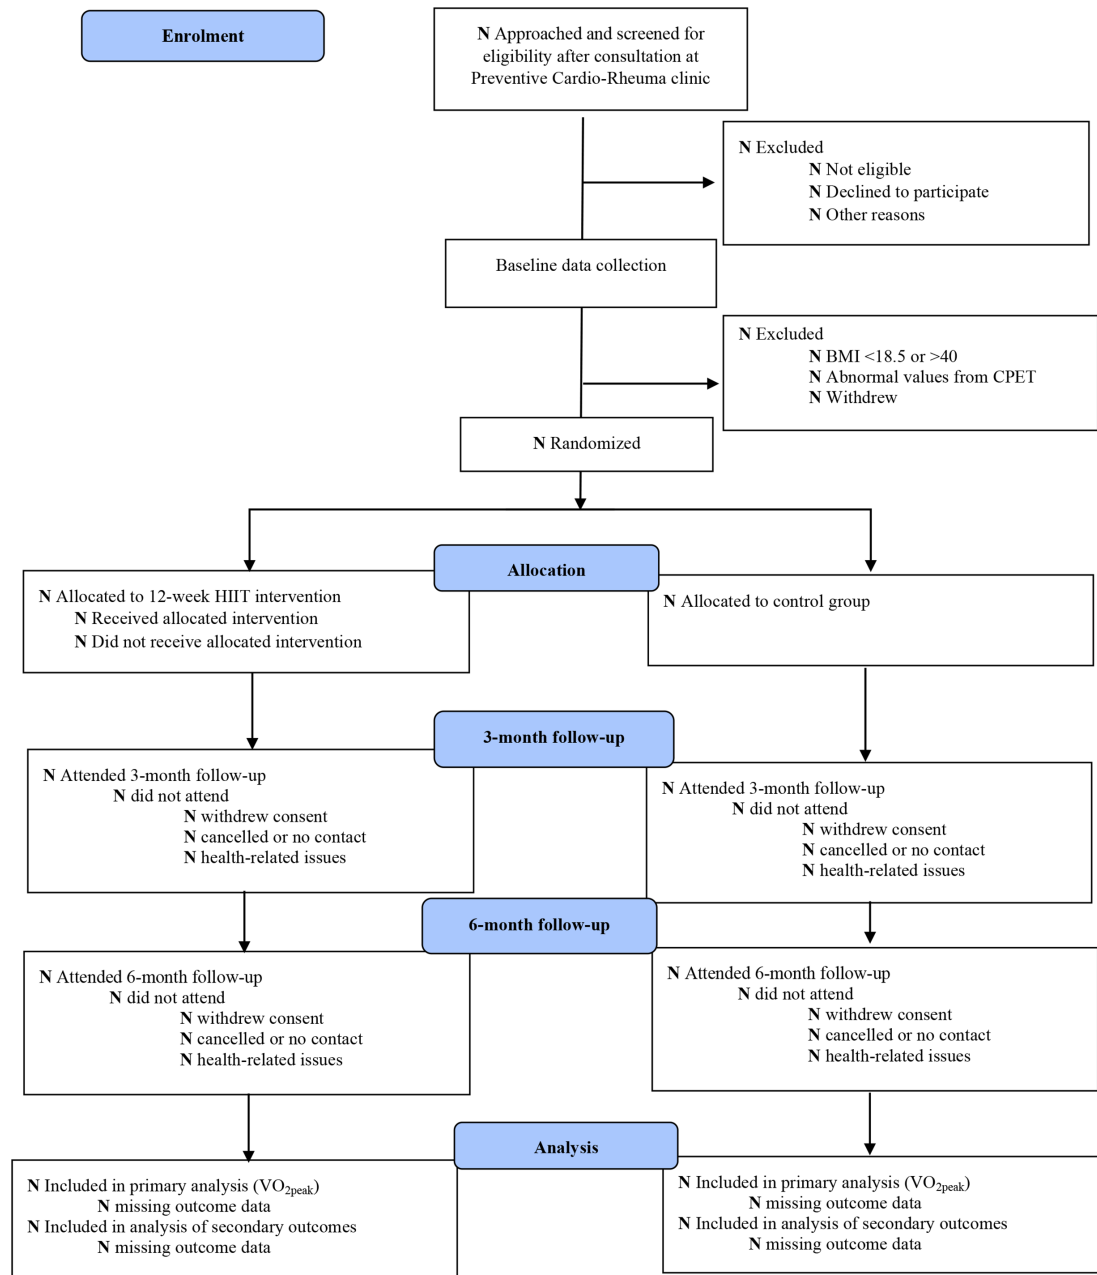 Enrolment
N Approached and screened for
eligibility after consultation at
Preventive Cardio-Rheuma clinic
N Excluded
N Not eligible
N Declined to participate
N Other reasons
Baseline data collection
N Excluded
N BMI <18.5 or >40
N Abnormal values from CPET
N Withdrew
N Randomized
Allocation
N Allocated to 12-week HIIT intervention
N Received allocated intervention
N Did not receive allocated intervention
N Allocated to control group
3-month follow-up
N Attended 3-month follow-up
N did not attend
N withdrew consent
N cancelled or no contact
N health-related issues
N Attended 3-month follow-up
N did not attend
N withdrew consent
N cancelled or no contact
N health-related issues
6-month follow-up
N Attended 6-month follow-up
N did not attend
N withdrew consent
N cancelled or no contact
N health-related issues
N Attended 6-month follow-up
N did not attend
N withdrew consent
N cancelled or no contact
N health-related issues
Analysis
N Included in primary analysis (VO2peak)
N missing outcome data
N Included in analysis of secondary outcomes
N missing outcome data
N Included in primary analysis (VO2peak)
N missing outcome data
N Included in analysis of secondary outcomes
N missing outcome data